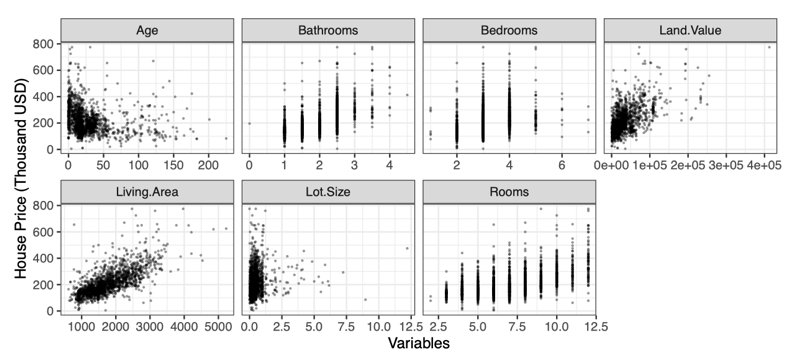 Age Bathrooms Bedrooms Land.Value
800
600
400
200
0
0 50 100 150 200 0 1 2 3 4 2 4 6 0e+00 1e+05 2e+05 3e+05 4e+05
Living.Area Lot.Size Rooms
800
600
400
200
0
1000 2000 3000 4000 5000 0.0 2.5 5.0 7.5 10.0 12.5 2.5 5.0 7.5 10.0 12.5
House Price (Thousand USD)
Variables